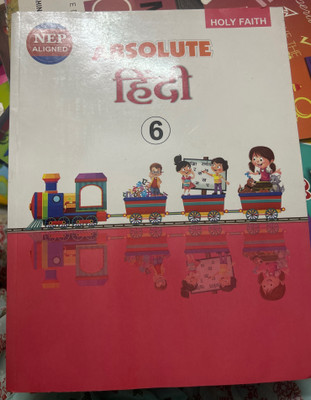 HOLY FAITH
NEP
ALIGNED
ABSOLUTE
हिंदी
6